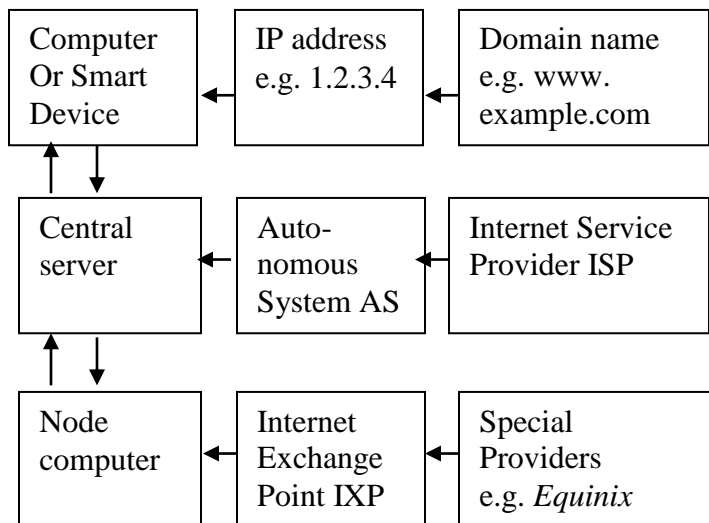 Computer
Or Smart
Device
IP address
e.g. 1.2.3.4
Domain name
e.g. www.
example.com
Central
server
Auto-
nomous
System AS
Internet Service
Provider ISP
Node
computer
Internet
Exchange
Point IXP
Special
Providers
e.g. Equinix